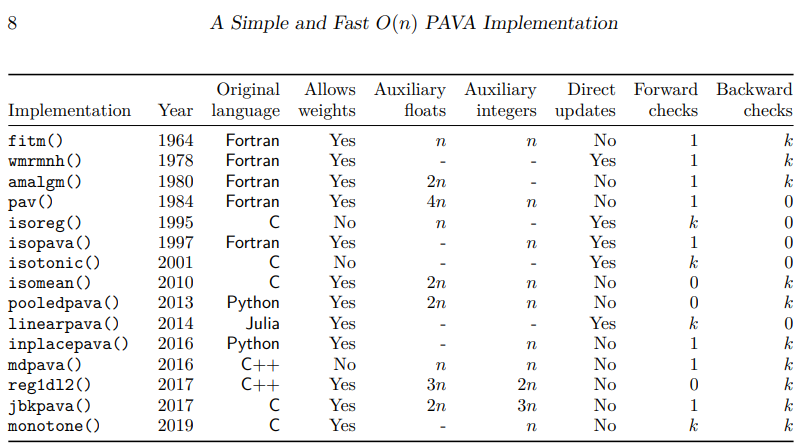 8 A Simple and Fast O(n) PAVA Implementation
Original Allows Auxiliary Auxiliary Direct Forward Backward
Implementation Year language weights floats integers updates checks checks
fitm() 1964 Fortran Yes n n No 1 k
wmrmnh() 1978 Fortran Yes - - Yes 1 k
amalgm() 1980 Fortran Yes 2n - No 1 k
pav() 1984 Fortran Yes 4n n No 1 0
isoreg() 1995 C No n - Yes k 0
isopava() 1997 Fortran Yes - n Yes 1 0
isotonic() 2001 C No - - Yes k 0
isomean() 2010 C Yes 2n n No 0 k
pooledpava() 2013 Python Yes 2n n No 0 k
linearpava() 2014 Julia Yes - - Yes k 0
inplacepava() 2016 Python Yes - n No 1 k
mdpava() 2016 C++ No n n No 1 k
reg1dl2() 2017 C++ Yes 3n 2n No 0 k
jbkpava() 2017 C Yes 2n 3n No 1 k
monotone() 2019 C Yes - n No k k